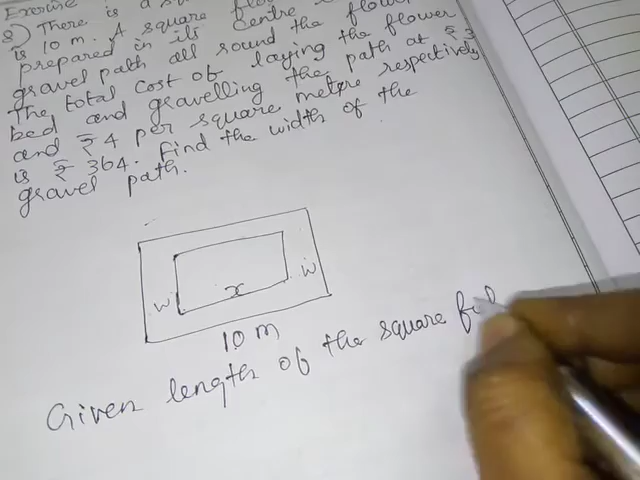 Exercise
8) There is a
is 10 m. A square
prepared in its centre
gravel path all round the flower
The total cost of laying the flower
bed and gravelling the path at ₹ 3
and ₹ 4 per square metre respectively
is ₹ 364. Find the width of the
gravel path.
W x W
10 m
Given length of the square